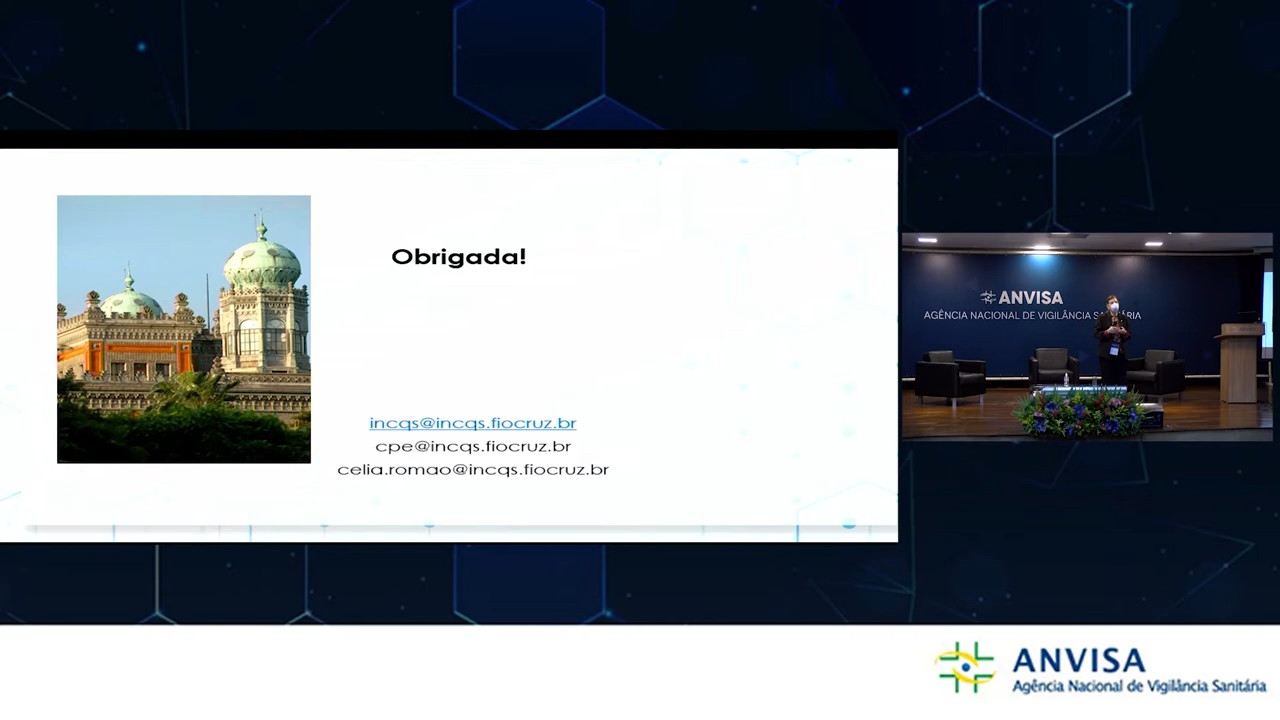 Obrigada!
incqs@incqs.fiocruz.br
cpe@incqs.fiocruz.br
celia.romao@incqs.fiocruz.br
ANVISA
AGÊNCIA NACIONAL DE VIGILÂNCIA
ANVISA
Agência Nacional de Vigilância Sanitária